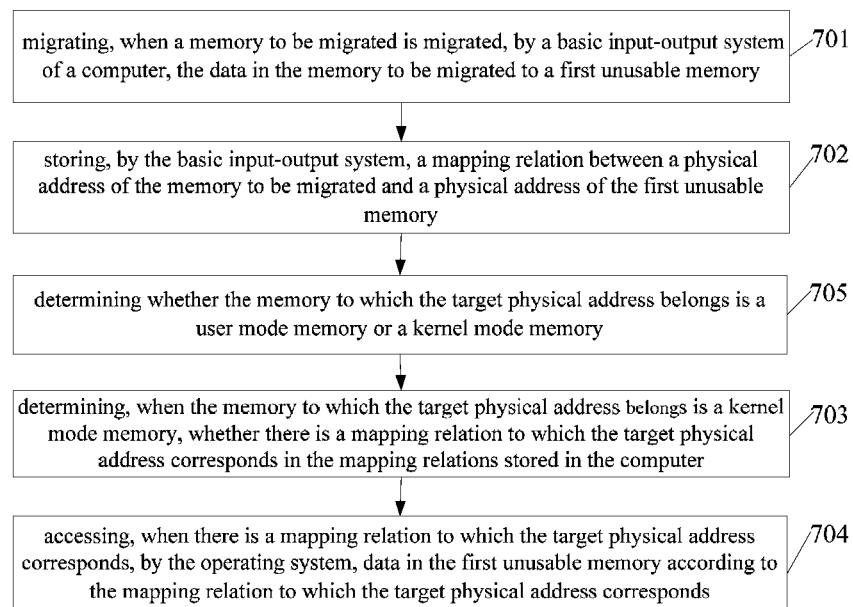 migrating, when a memory to be migrated is migrated, by a basic input-output system
of a computer, the data in the memory to be migrated to a first unusable memory
701
storing, by the basic input-output system, a mapping relation between a physical
address of the memory to be migrated and a physical address of the first unusable
memory
702
determining whether the memory to which the target physical address belongs is a
user mode memory or a kernel mode memory
705
determining, when the memory to which the target physical address belongs is a kernel
mode memory, whether there is a mapping relation to which the target physical
address corresponds in the mapping relations stored in the computer
703
accessing, when there is a mapping relation to which the target physical address
corresponds, by the operating system, data in the first unusable memory according to
the mapping relation to which the target physical address corresponds
704